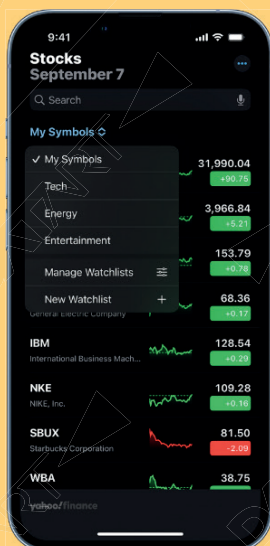 9:41
Stocks
September 7
Search
My Symbols
✓ My Symbols
31,990.04
+90.75
Tech
Energy
3,966.84
+5.21
Entertainment
153.79
+0.78
Manage Watchlists
New Watchlist +
68.36
General Electric Company
+0.17
IBM 128.54
International Business Mach... +0.29
NKE 109.28
NIKE, Inc. +0.16
SBUX 81.50
Starbucks Corporation -2.09
WBA 38.75
yahoo!finance